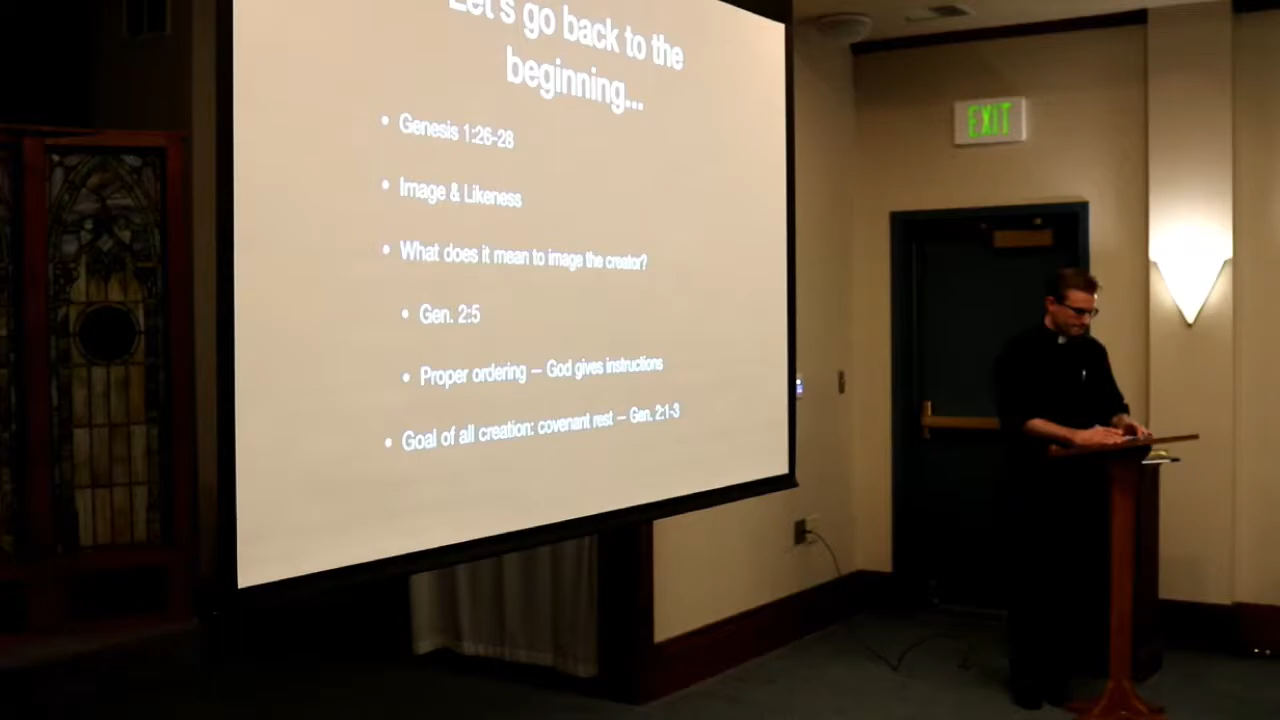 Let's go back to the
beginning...
• Genesis 1:26-28
• Image & Likeness
• What does it mean to image the creator?
• Gen. 2:5
• Proper ordering – God gives instructions
• Goal of all creation: covenant rest – Gen. 2:1-3
EXIT